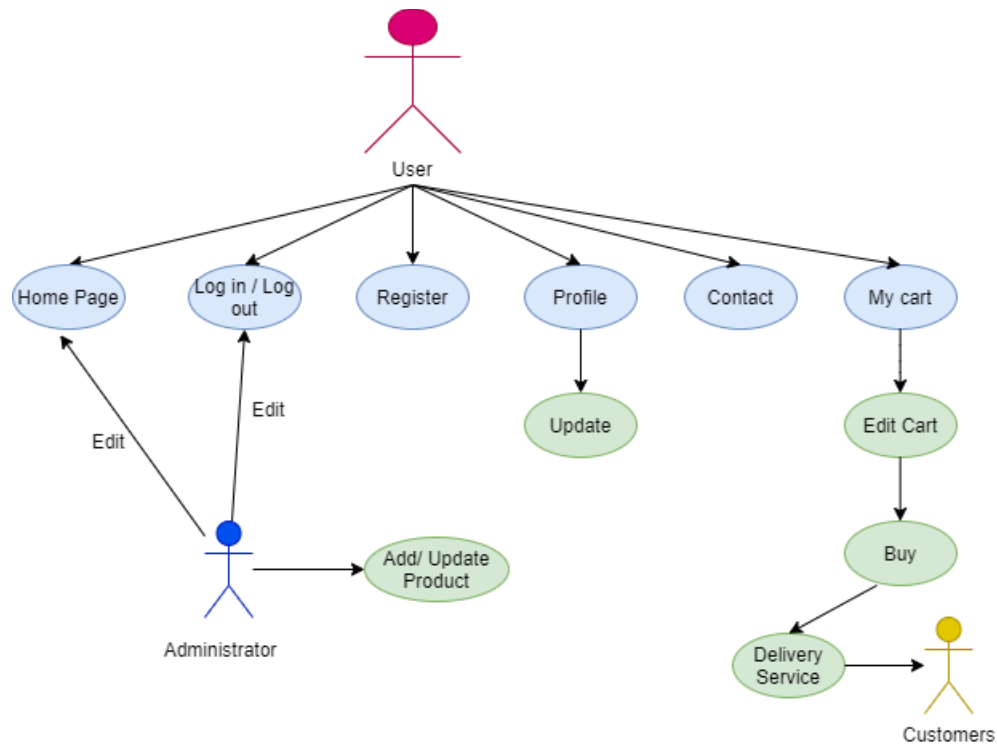 User
Home Page
Log in / Log
out
Register
Profile
Contact
My cart
Edit
Edit
Update
Edit Cart
Add/ Update
Product
Buy
Administrator
Delivery
Service
Customers